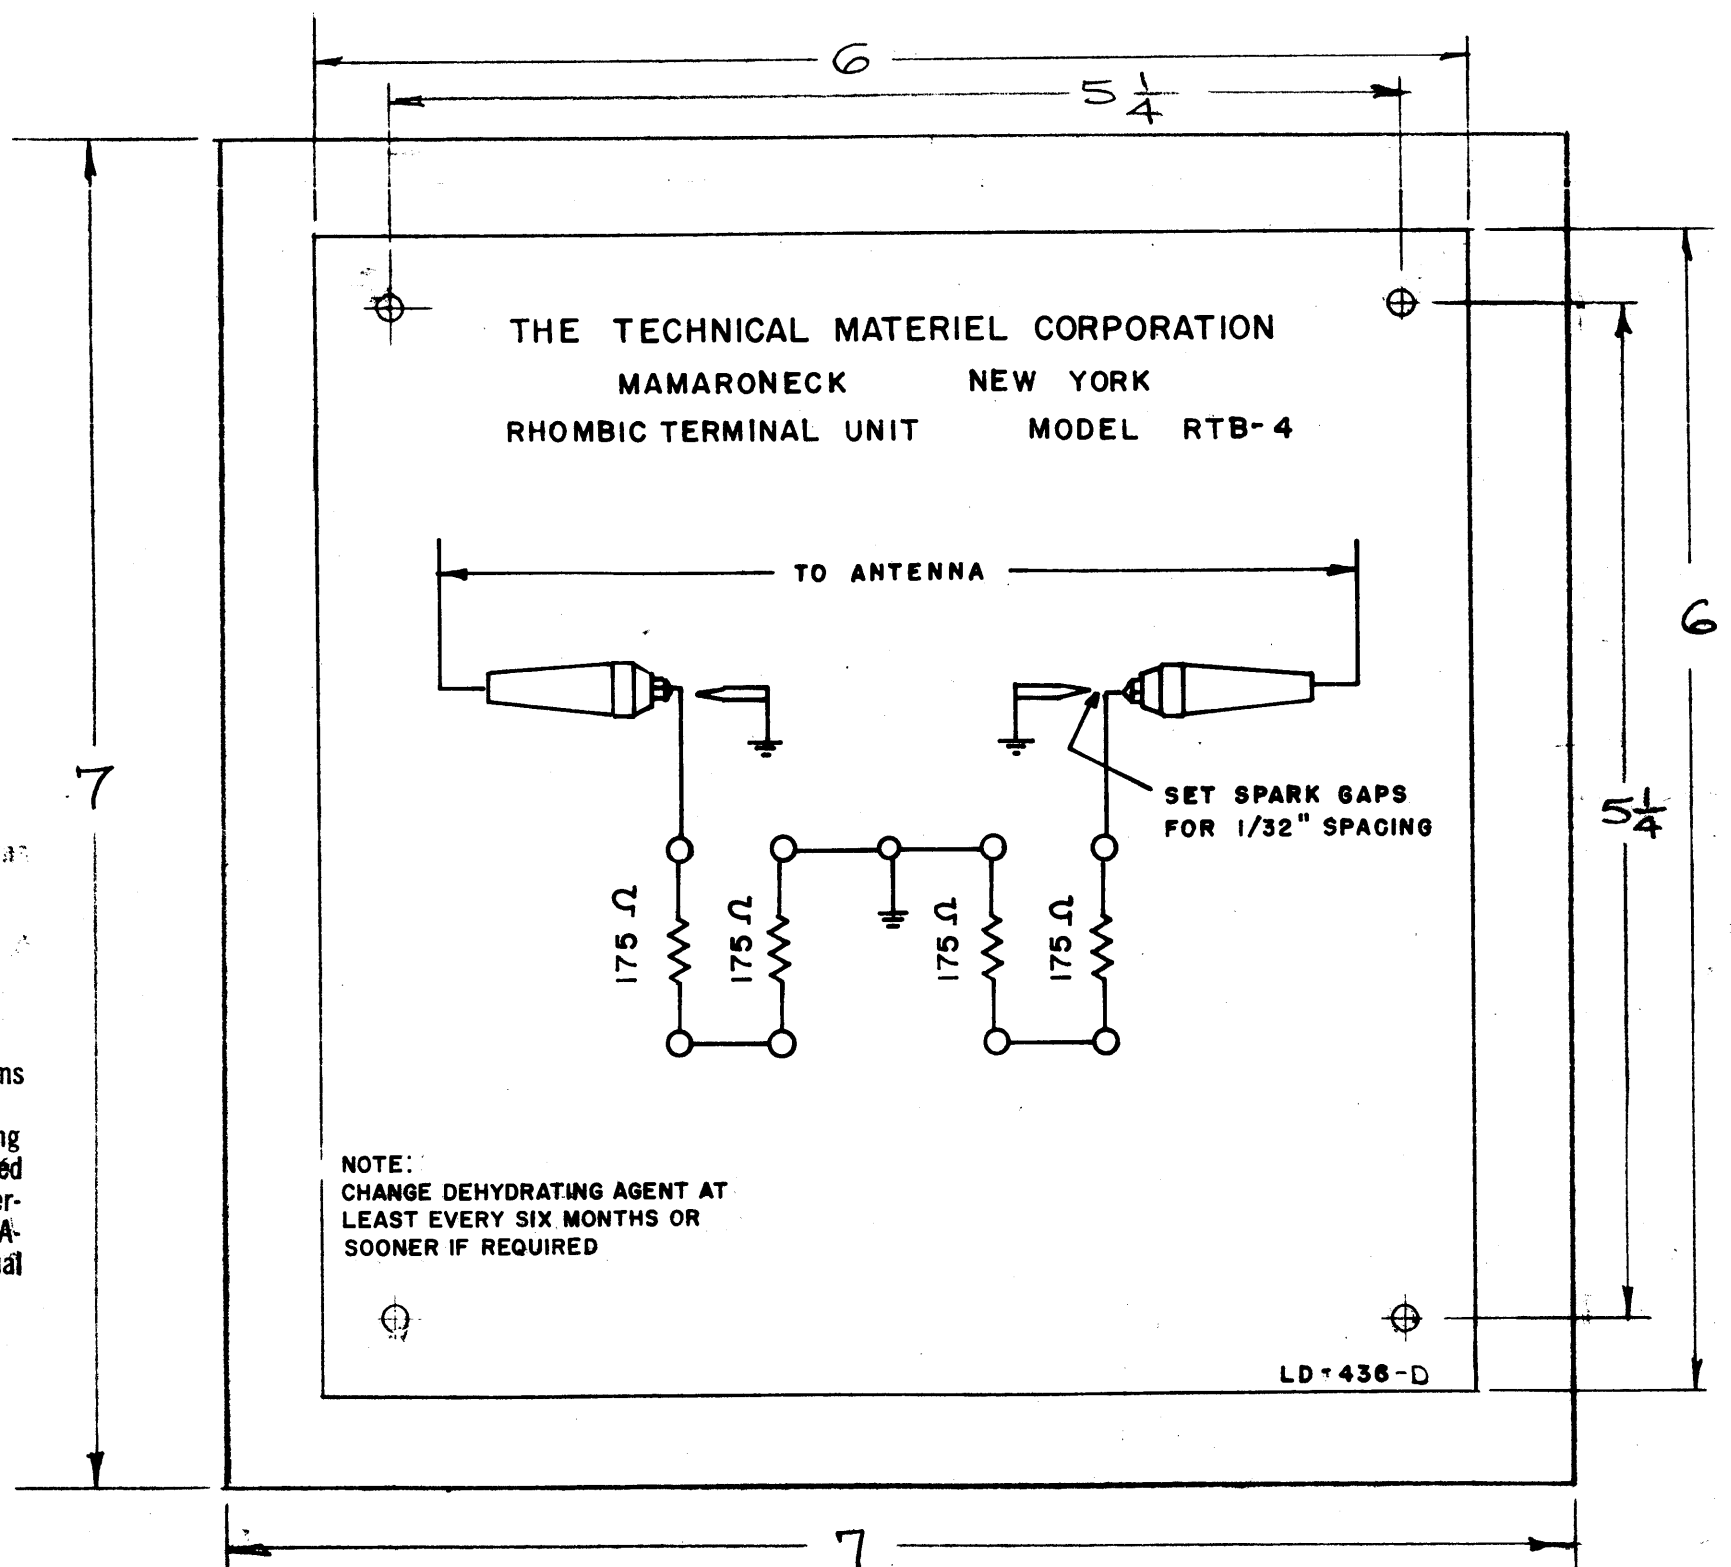 6
5 1/4
THE TECHNICAL MATERIEL CORPORATION
MAMARONECK NEW YORK
RHOMBIC TERMINAL UNIT MODEL RTB-4
TO ANTENNA
6
7
SET SPARK GAPS
FOR 1/32" SPACING
5 1/4
175 Ω
175 Ω
175 Ω
175 Ω
NOTE:
CHANGE DEHYDRATING AGENT AT
LEAST EVERY SIX MONTHS OR
SOONER IF REQUIRED
LD-436-D
7